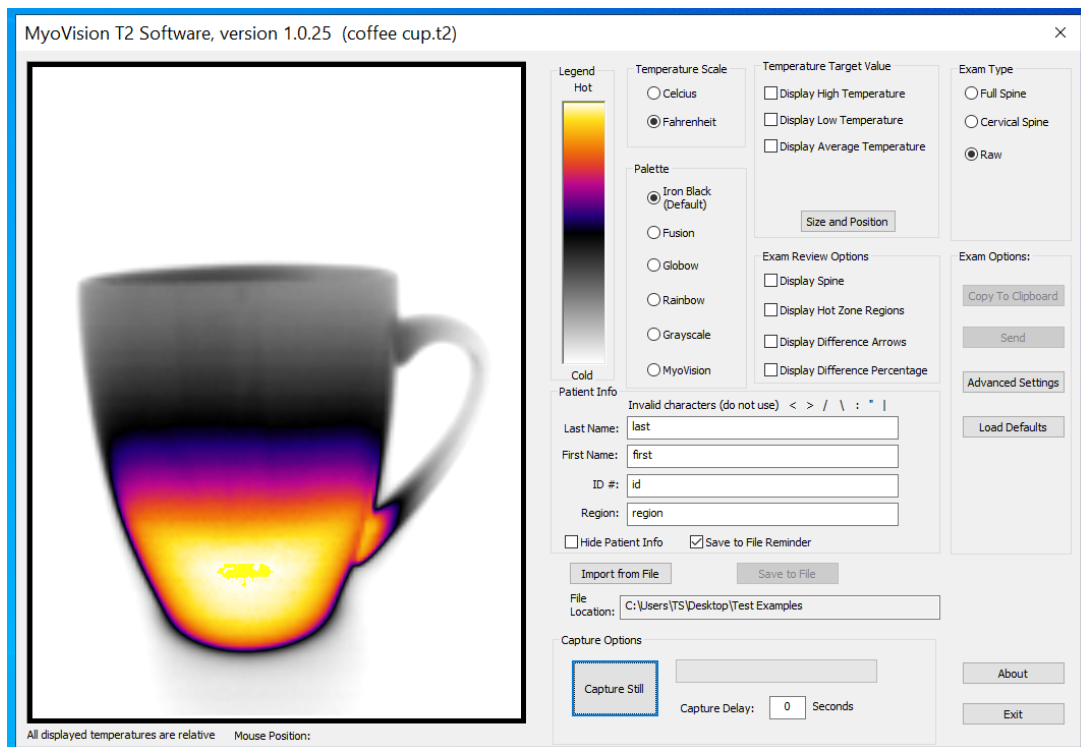 MyoVision T2 Software, version 1.0.25 (coffee cup.t2)
Legend
Hot
Cold
Temperature Scale
Celcius
Fahrenheit
Palette
Iron Black
(Default)
Fusion
Globow
Rainbow
Grayscale
MyoVision
Temperature Target Value
Display High Temperature
Display Low Temperature
Display Average Temperature
Size and Position
Exam Review Options
Display Spine
Display Hot Zone Regions
Display Difference Arrows
Display Difference Percentage
Exam Type
Full Spine
Cervical Spine
Raw
Exam Options:
Copy To Clipboard
Send
Advanced Settings
Load Defaults
Patient Info
Invalid characters (do not use) < > / \ : " |
Last Name: last
First Name: first
ID #: id
Region: region
Hide Patient Info Save to File Reminder
Import from File Save to File
File
Location: C:\Users\TS\Desktop\Test Examples
Capture Options
Capture Still
Capture Delay: 0 Seconds
About
Exit
All displayed temperatures are relative Mouse Position: